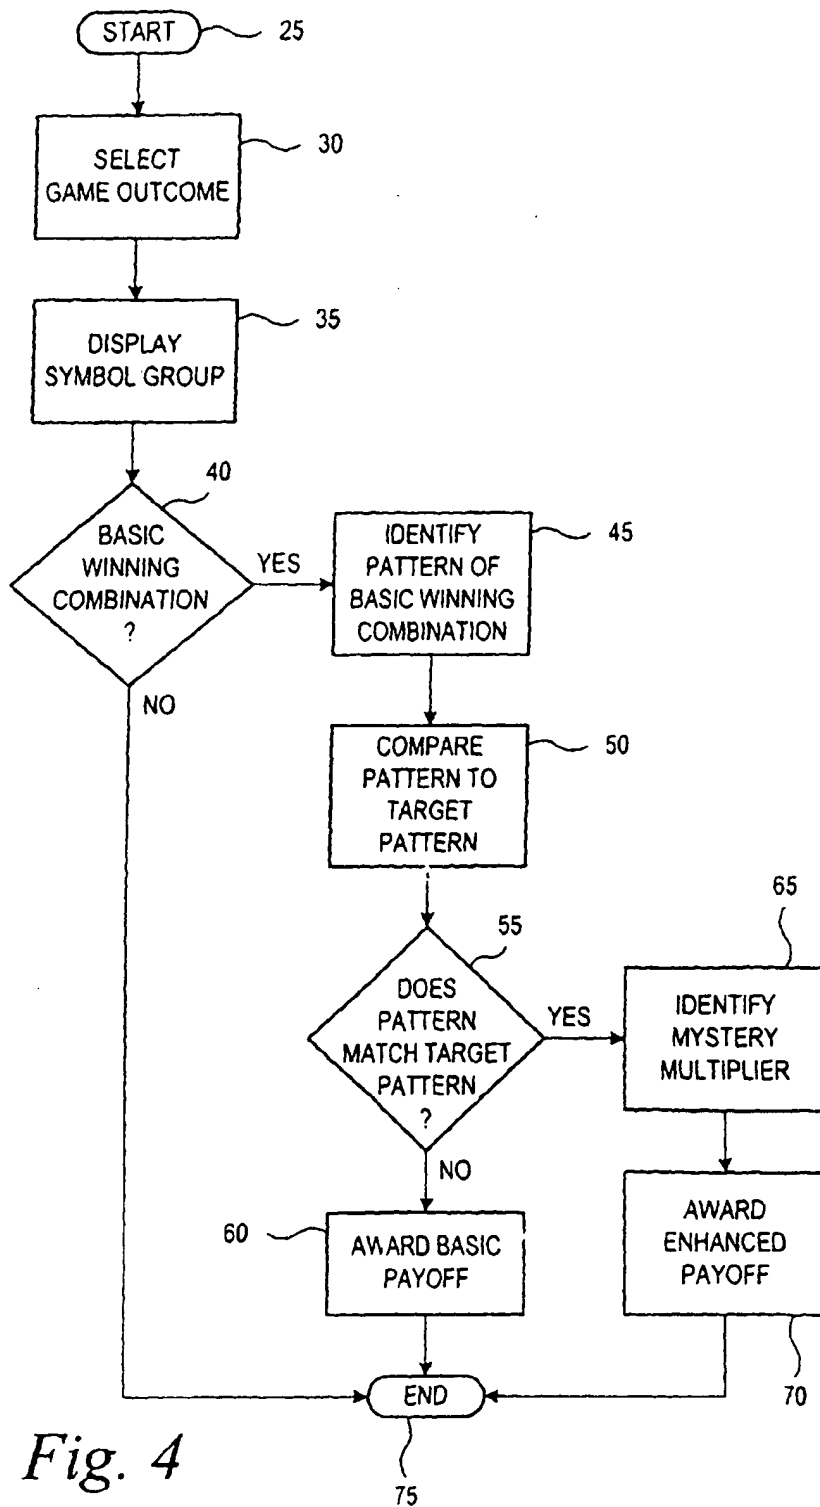 START
25
SELECT
GAME OUTCOME
30
DISPLAY
SYMBOL GROUP
35
40
BASIC
WINNING
COMBINATION
?
YES
NO
IDENTIFY
PATTERN OF
BASIC WINNING
COMBINATION
45
COMPARE
PATTERN TO
TARGET
PATTERN
50
55
DOES
PATTERN
MATCH TARGET
PATTERN
?
YES
NO
65
IDENTIFY
MYSTERY
MULTIPLIER
60
AWARD BASIC
PAYOFF
AWARD
ENHANCED
PAYOFF
70
END
75
Fig. 4